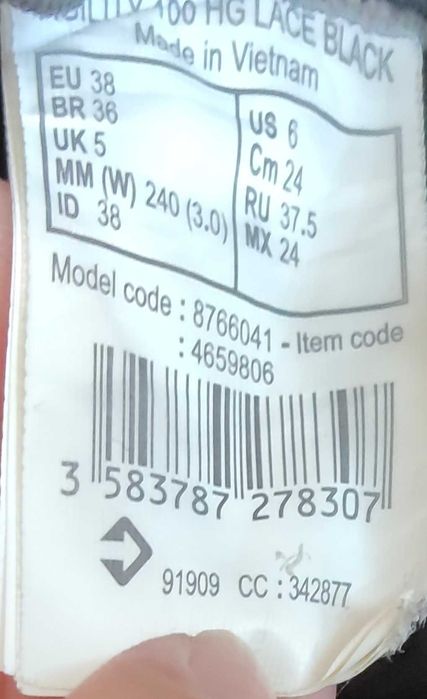 100 HG LACE BLACK
Made in Vietnam
EU 38
BR 36
UK 5
MM (W) 240 (3.0)
ID 38
US 6
Cm 24
RU 37.5
MX 24
Model code : 8766041 - Item code
: 4659806
3 583787 278307
91909 CC : 342877